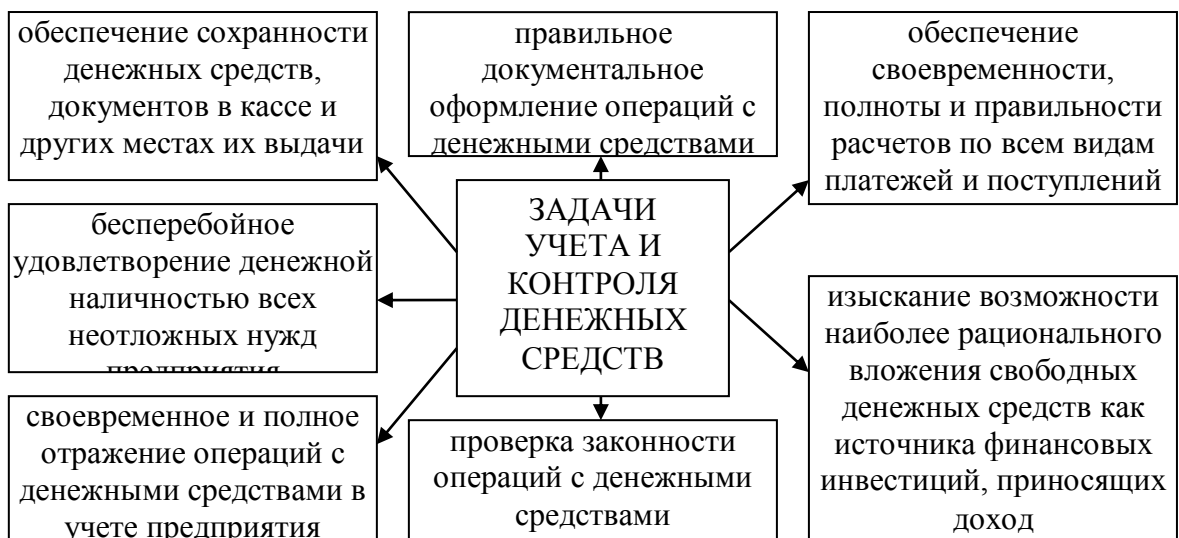 обеспечение сохранности
денежных средств,
документов в кассе и
других местах их выдачи
правильное
документальное
оформление операций с
денежными средствами
обеспечение
своевременности,
полноты и правильности
расчетов по всем видам
платежей и поступлений
бесперебойное
удовлетворение денежной
наличностью всех
неотложных нужд
предприятия
ЗАДАЧИ
УЧЕТА И
КОНТРОЛЯ
ДЕНЕЖНЫХ
СРЕДСТВ
изыскание возможности
наиболее рационального
вложения свободных
денежных средств как
источника финансовых
инвестиций, приносящих
доход
своевременное и полное
отражение операций с
денежными средствами в
учете предприятия
проверка законности
операций с денежными
средствами